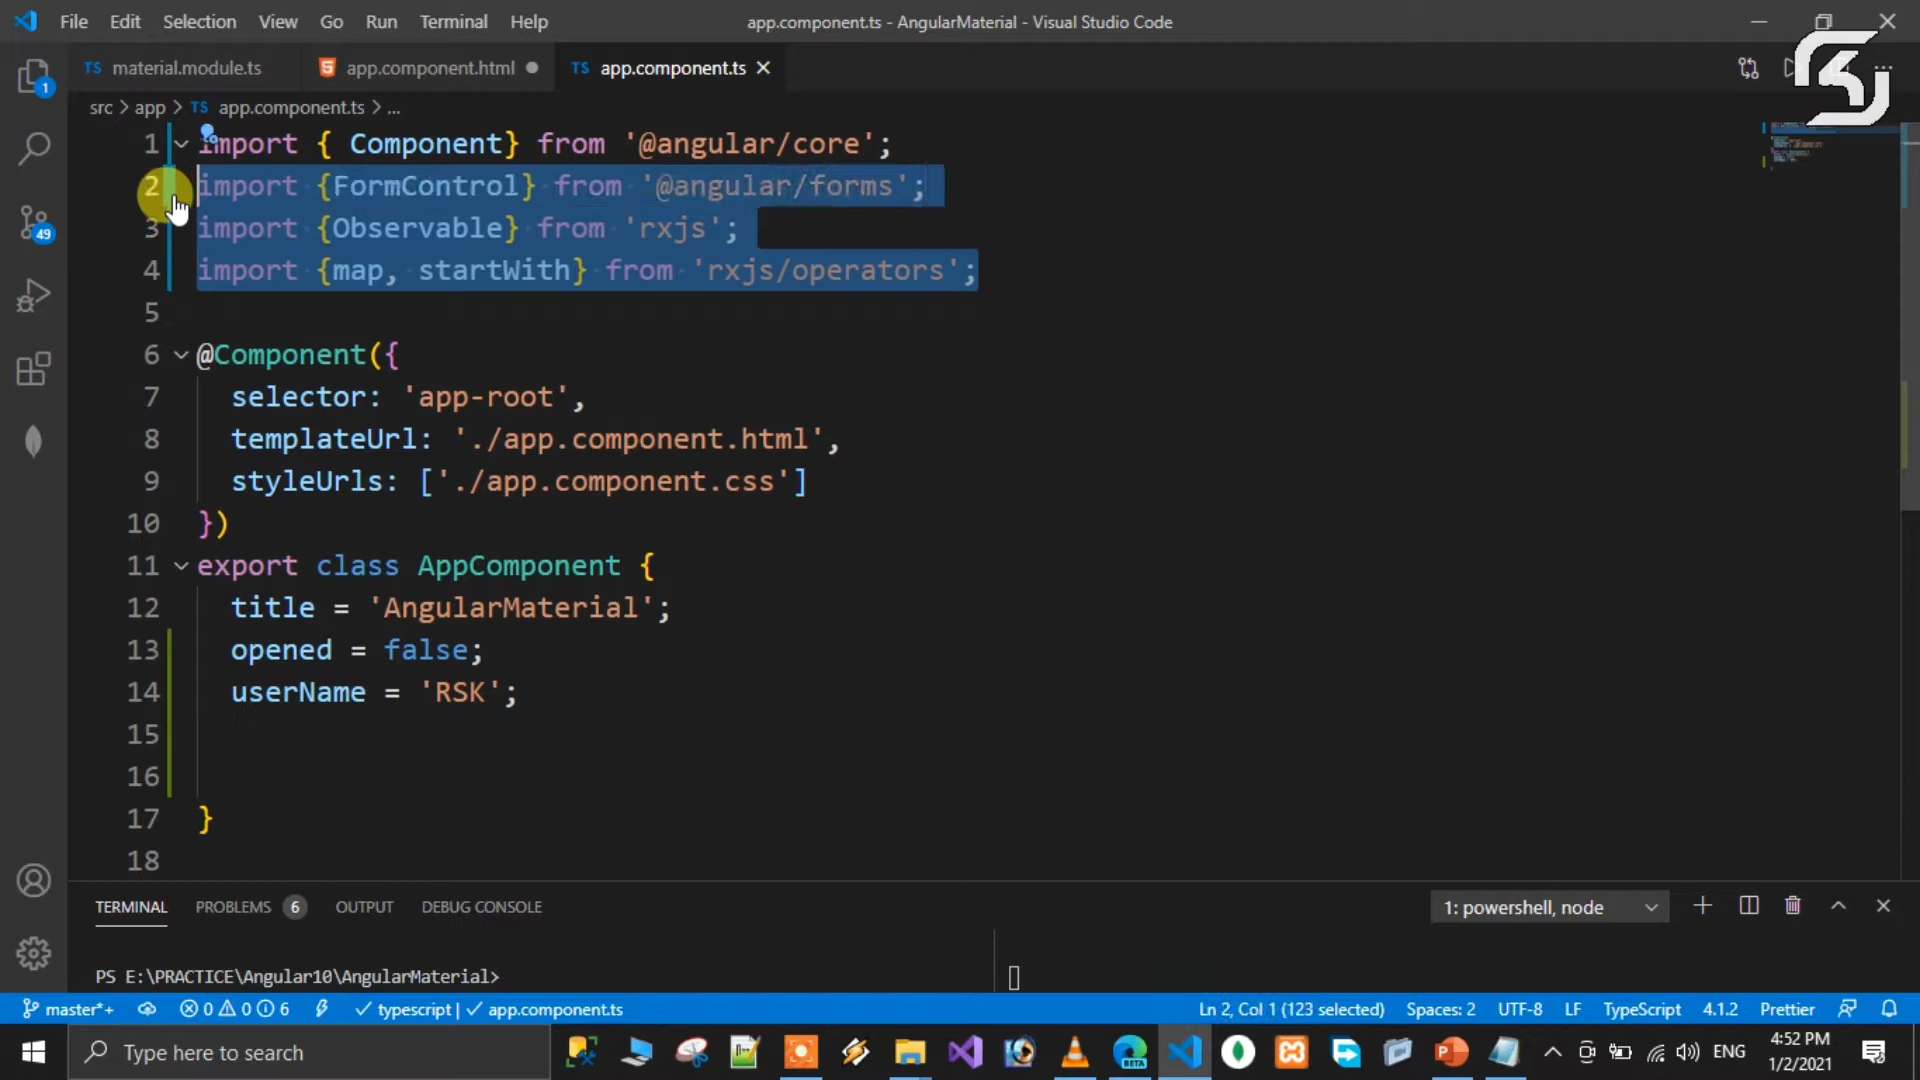 File Edit Selection View Go Run Terminal Help
app.component.ts - AngularMaterial - Visual Studio Code
TS material.module.ts
app.component.html
TS app.component.ts
src > app > TS app.component.ts > ...
1 import { Component} from '@angular/core';
2 import {FormControl} from '@angular/forms';
3 import {Observable} from 'rxjs';
4 import {map, startWith} from 'rxjs/operators';
5
6 @Component({
7 selector: 'app-root',
8 templateUrl: './app.component.html',
9 styleUrls: ['./app.component.css']
10 })
11 export class AppComponent {
12 title = 'AngularMaterial';
13 opened = false;
14 userName = 'RSK';
15
16
17 }
18
1
49
TERMINAL PROBLEMS 6 OUTPUT DEBUG CONSOLE
1: powershell, node
PS E:\PRACTICE\Angular10\AngularMaterial>
master*+ 0 0 6 typescript | app.component.ts
Ln 2, Col 1 (123 selected) Spaces: 2 UTF-8 LF TypeScript 4.1.2 Prettier
Type here to search
BETA
ENG
4:52 PM
1/2/2021